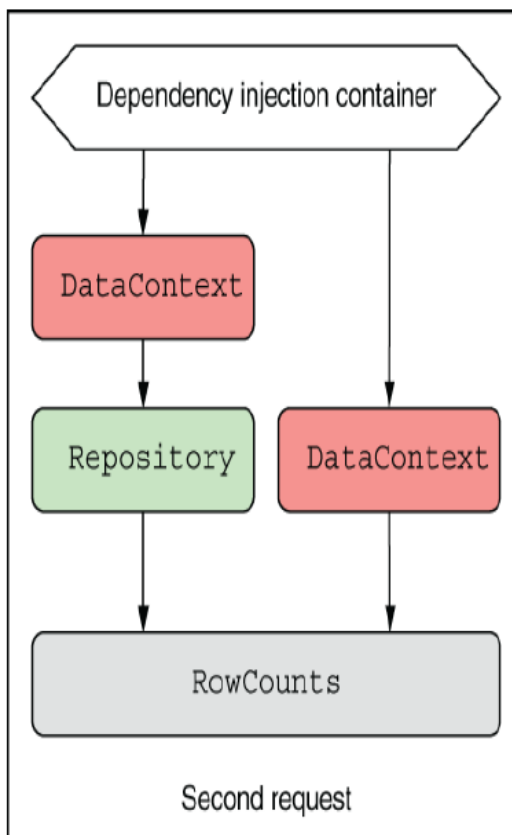 Dependency injection container
DataContext
Repository
DataContext
RowCounts
Second request